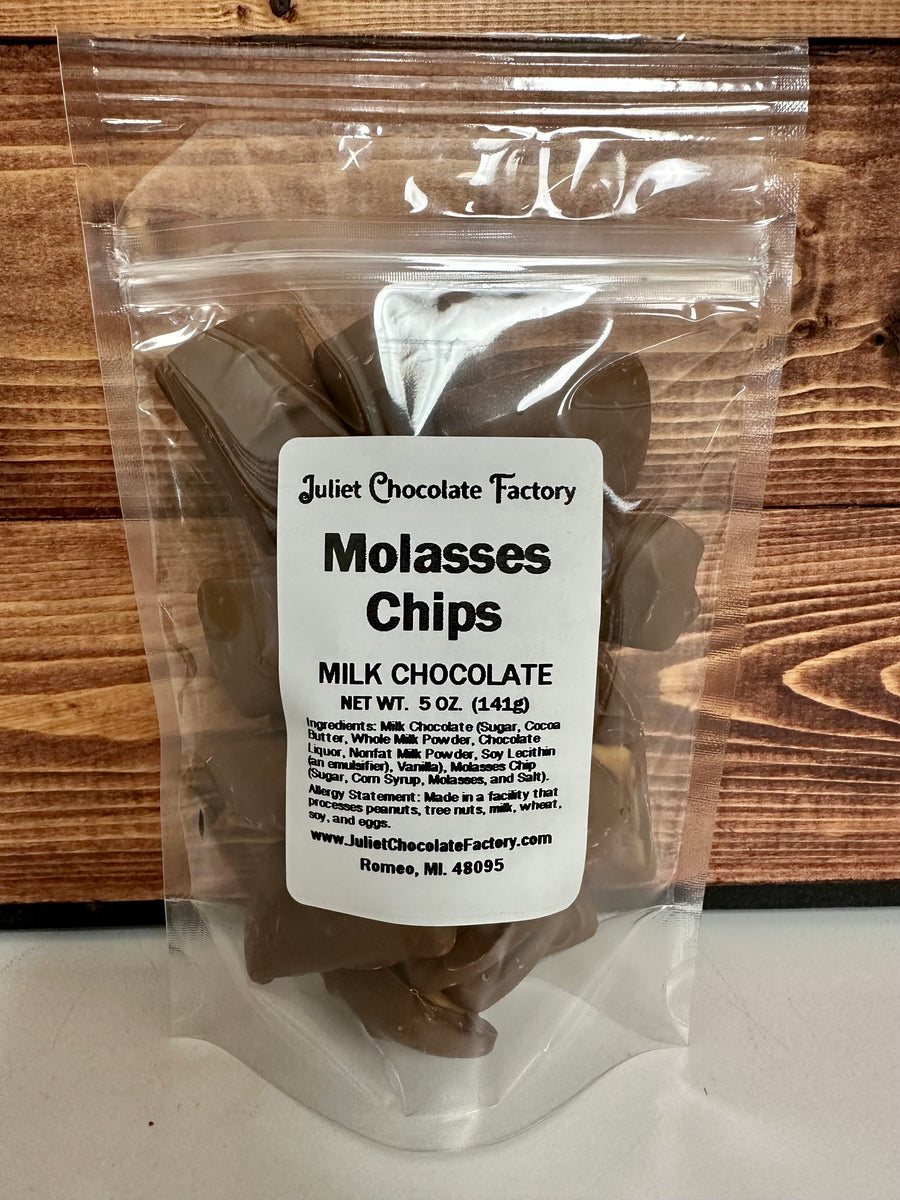 Juliet Chocolate Factory
Molasses
Chips
MILK CHOCOLATE
NET WT. 5 OZ. (141g)
Ingredients: Milk Chocolate (Sugar, Cocoa
Butter, Whole Milk Powder, Chocolate
Liquor, Nonfat Milk Powder, Soy Lecithin
(an emulsifier), Vanilla), Molasses Chip
(Sugar, Corn Syrup, Molasses, and Salt).
Allergy Statement: Made in a facility that
processes peanuts, tree nuts, milk, wheat,
soy, and eggs.
www.JulietChocolateFactory.com
Romeo, MI. 48095